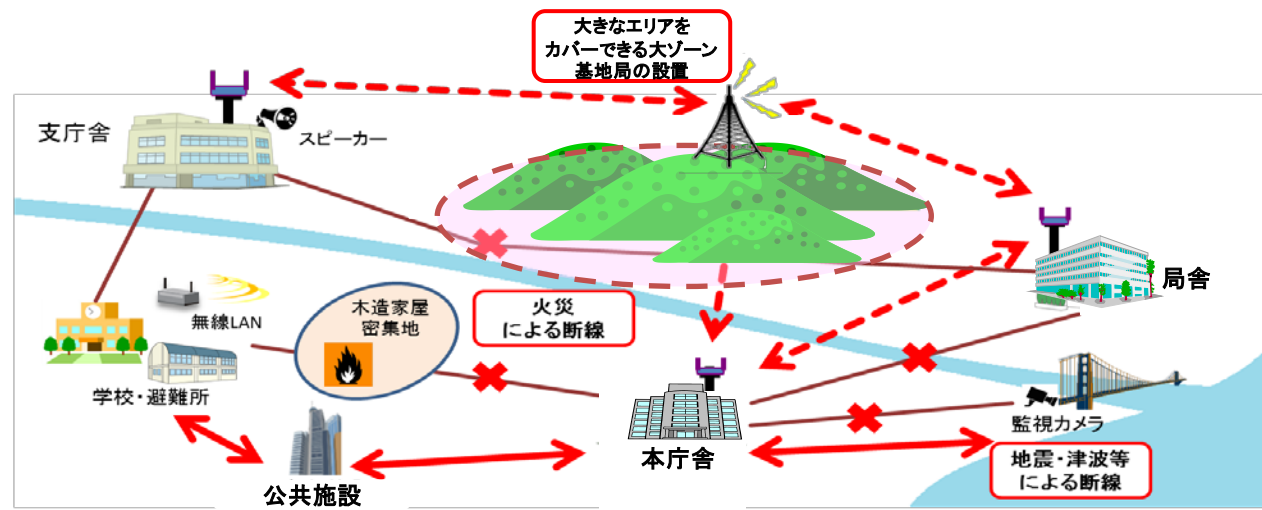 大きなエリアを
カバーできる大ゾーン
基地局の設置
支庁舎
スピーカー
局舎
無線LAN
木造家屋
密集地
火災
による断線
学校・避難所
監視カメラ
本庁舎
地震・津波等
による断線
公共施設